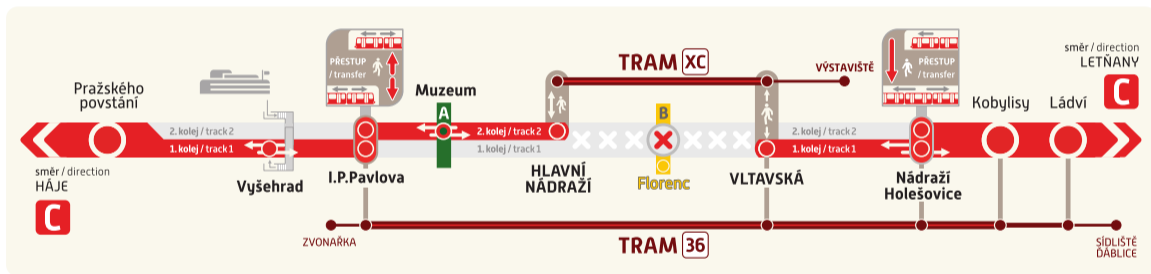 Pražského
povstání
směr / direction
HÁJE
C
2. kolej / track 2
1. kolej / track 1
Vyšehrad
PŘESTUP
/ transfer
I.P.Pavlova
Muzeum
A
2. kolej / track 2
1. kolej / track 1
HLAVNÍ
NÁDRAŽÍ
TRAM XC
VÝSTAVIŠTĚ
B
Florenc
VLTAVSKÁ
2. kolej / track 2
1. kolej / track 1
PŘESTUP
/ transfer
Nádraží
Holešovice
Kobylisy
Ládví
směr / direction
LETŇANY
C
ZVONAŘKA
TRAM 36
SÍDLIŠTĚ
ĎÁBLICE